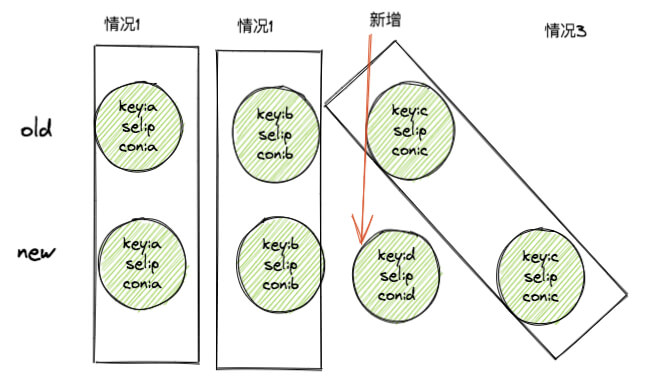 情况1
情况1
新增
情况3
old
key:a
sel:p
con:a
key:b
sel:p
con:b
key:c
sel:p
con:c
new
key:a
sel:p
con:a
key:b
sel:p
con:b
key:d
sel:p
con:d
key:c
sel:p
con:c